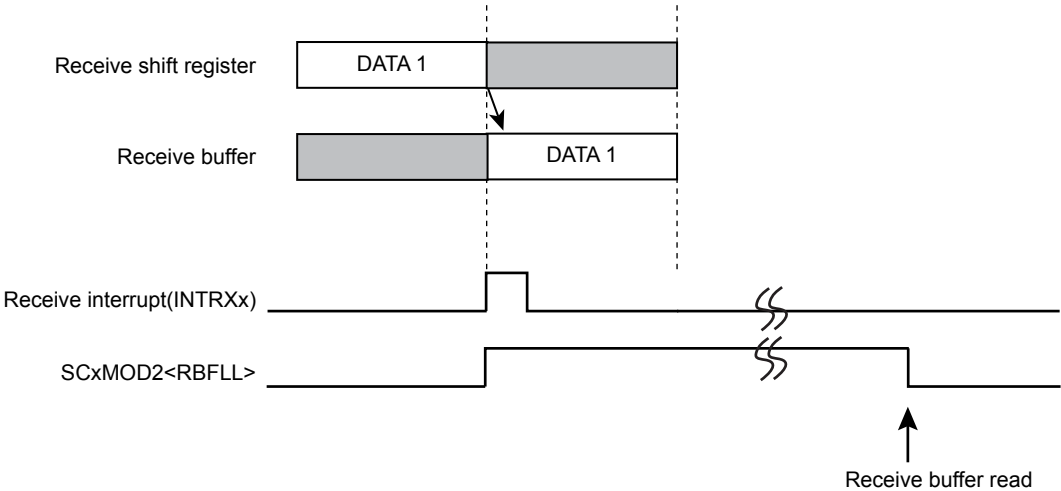 Receive shift register
DATA 1
Receive buffer
DATA 1
Receive interrupt(INTRXx)
SCxMOD2<RBFLL>
Receive buffer read